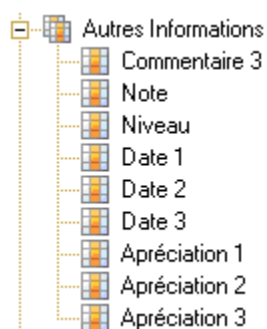 Autres Informations
Commentaire 3
Note
Niveau
Date 1
Date 2
Date 3
Apréciation 1
Apréciation 2
Apréciation 3